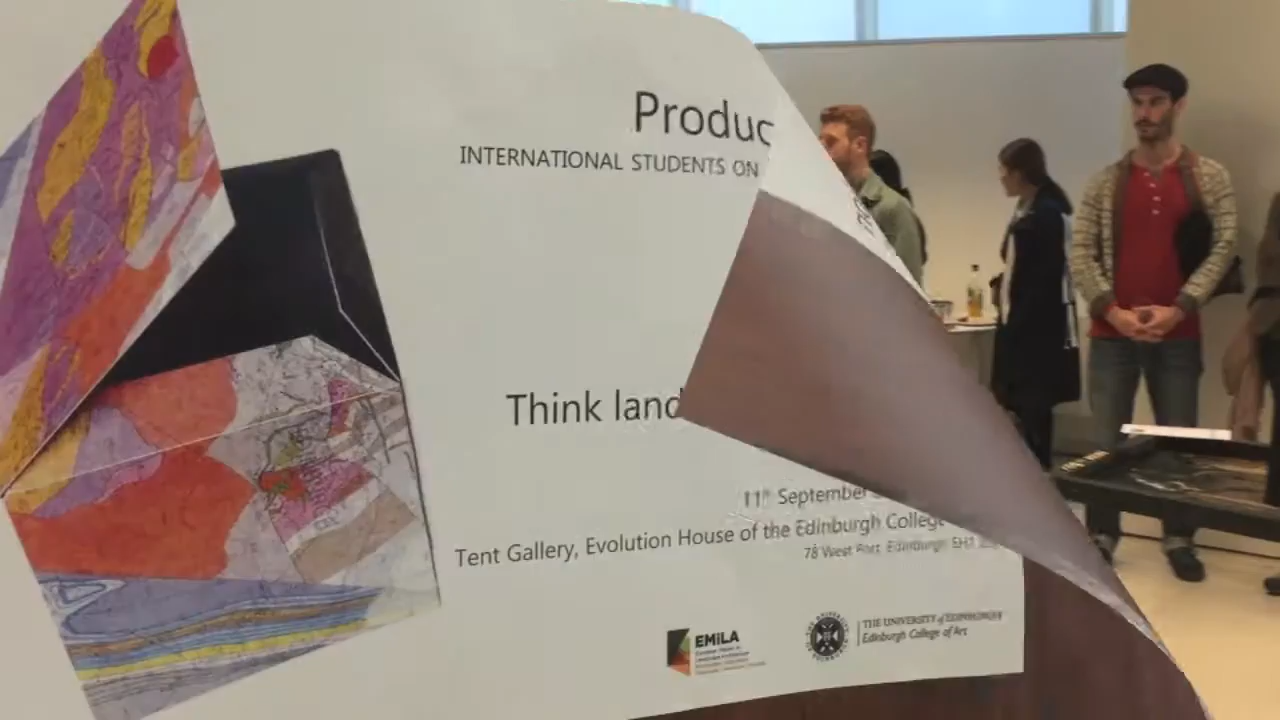 Produc
INTERNATIONAL STUDENTS ON
Think land
11th September
Tent Gallery, Evolution House of the Edinburgh College
78 West Port, Edinburgh EH1
EMiLA
THE UNIVERSITY of EDINBURGH
Edinburgh College of Art